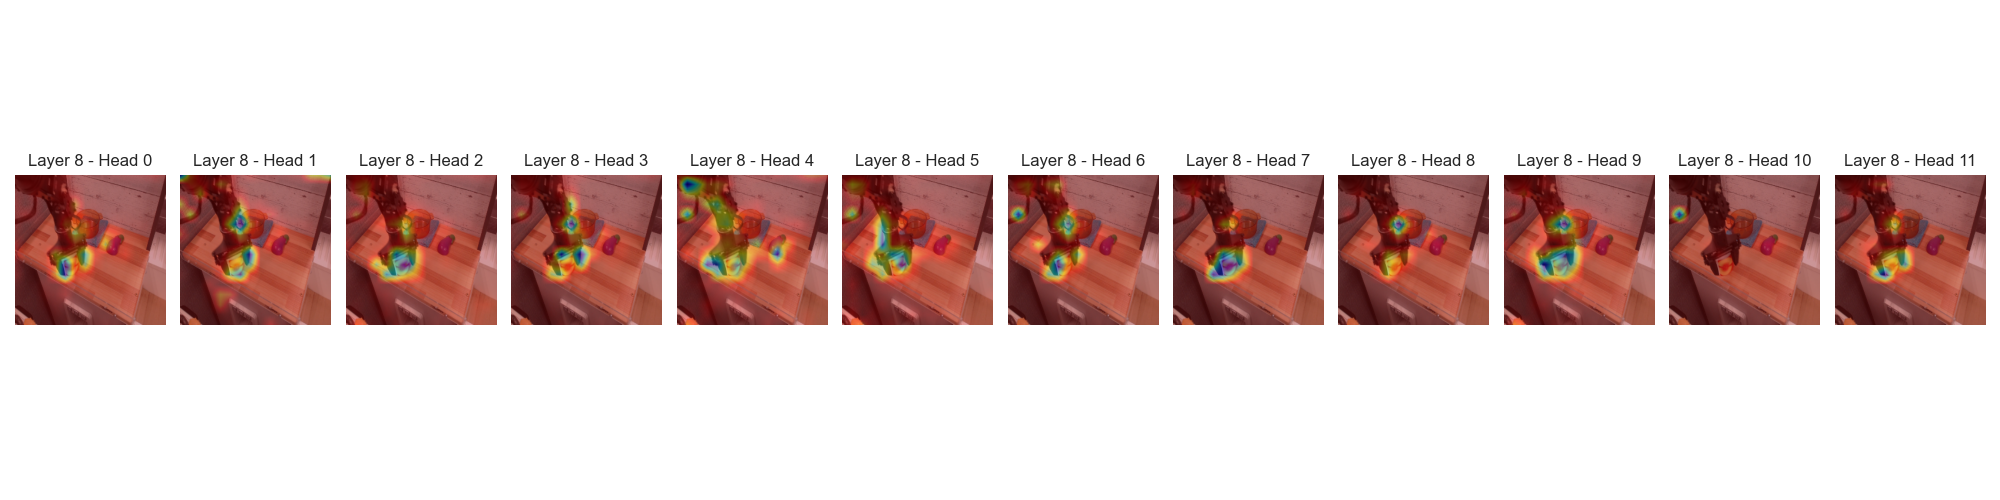 Layer 8 - Head 0
Layer 8 - Head 1
Layer 8 - Head 2
Layer 8 - Head 3
Layer 8 - Head 4
Layer 8 - Head 5
Layer 8 - Head 6
Layer 8 - Head 7
Layer 8 - Head 8
Layer 8 - Head 9
Layer 8 - Head 10
Layer 8 - Head 11